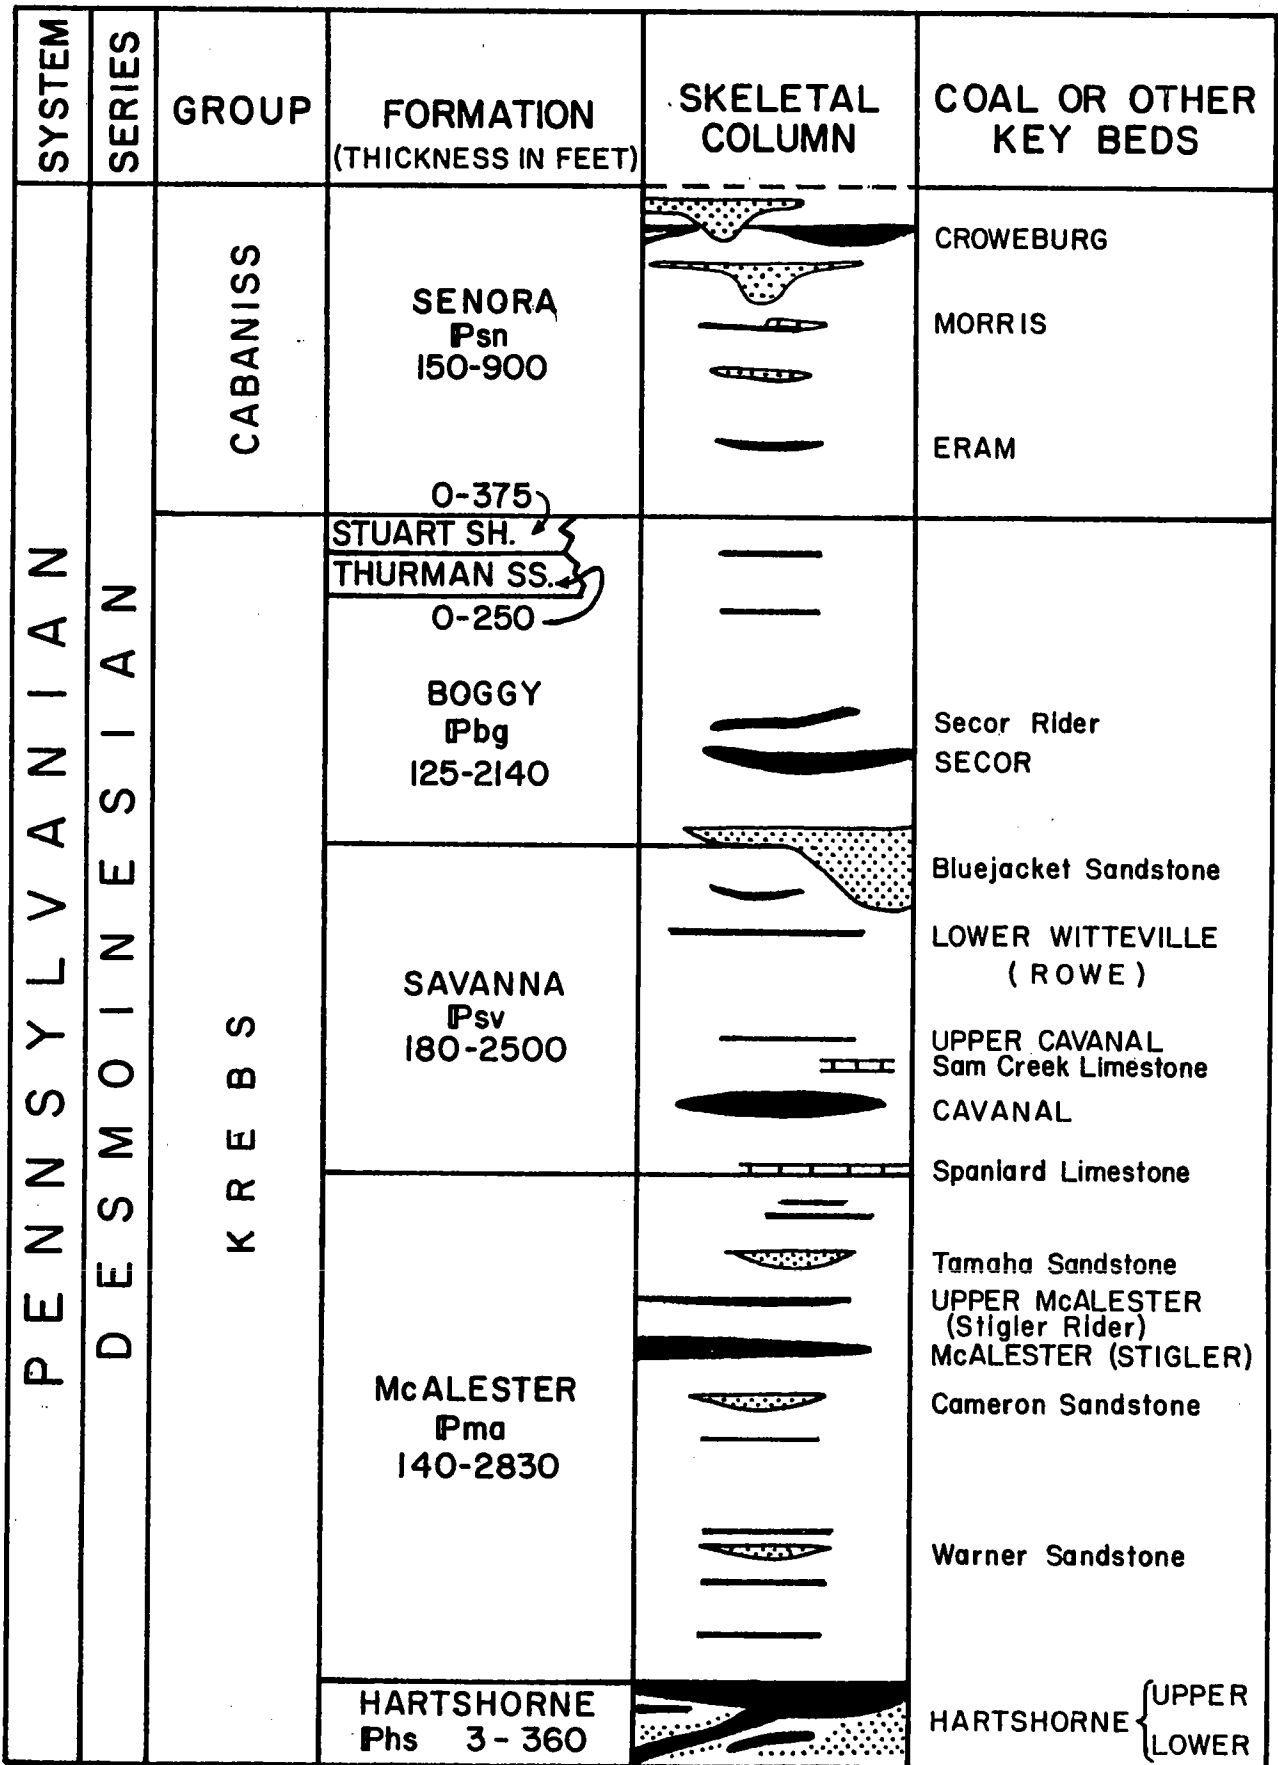 SYSTEM
SERIES
GROUP
FORMATION
(THICKNESS IN FEET)
SKELETAL
COLUMN
COAL OR OTHER
KEY BEDS
PENNSYLVANIAN
DESMOINESIAN
CABANISS
SENORA
ℙsn
150-900
CROWEBURG
MORRIS
ERAM
KREBS
0-375
STUART SH.
THURMAN SS.
0-250
BOGGY
ℙbg
125-2140
Secor Rider
SECOR
Bluejacket Sandstone
SAVANNA
ℙsv
180-2500
LOWER WITTEVILLE
(ROWE)
UPPER CAVANAL
Sam Creek Limestone
CAVANAL
Spaniard Limestone
McALESTER
ℙma
140-2830
Tamaha Sandstone
UPPER McALESTER
(Stigler Rider)
McALESTER (STIGLER)
Cameron Sandstone
Warner Sandstone
HARTSHORNE
ℙhs 3-360
HARTSHORNE
UPPER
LOWER